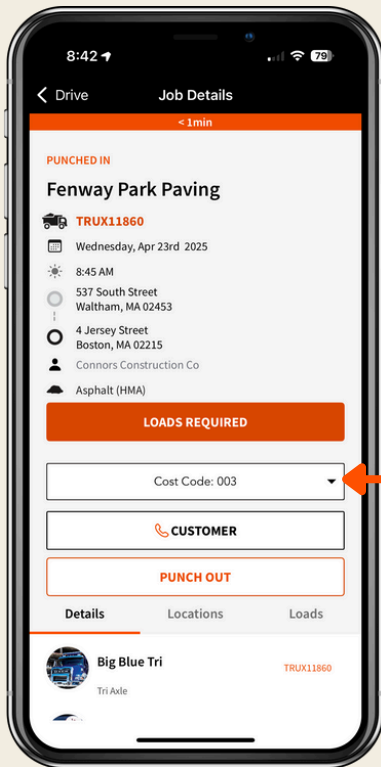 8:42
79
Drive
Job Details
< 1min
PUNCHED IN
Fenway Park Paving
TRUX11860
Wednesday, Apr 23rd 2025
8:45 AM
537 South Street
Waltham, MA 02453
4 Jersey Street
Boston, MA 02215
Connors Construction Co
Asphalt (HMA)
LOADS REQUIRED
Cost Code: 003
CUSTOMER
PUNCH OUT
Details Locations Loads
Big Blue Tri
TRUX11860
Tri Axle